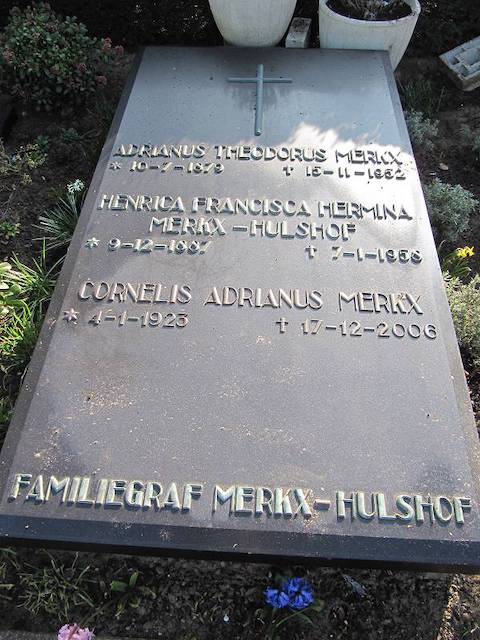 ADRIANUS THEODORUS MERKX
* 10-7-1879 † 15-11-1952
HENRICA FRANCISCA HERMINA
MERKX-HULSHOF
* 9-12-1887 † 7-1-1958
CORNELIS ADRIANUS MERKX
* 4-1-1923 † 17-12-2006
FAMILIEGRAF MERKX-HULSHOF